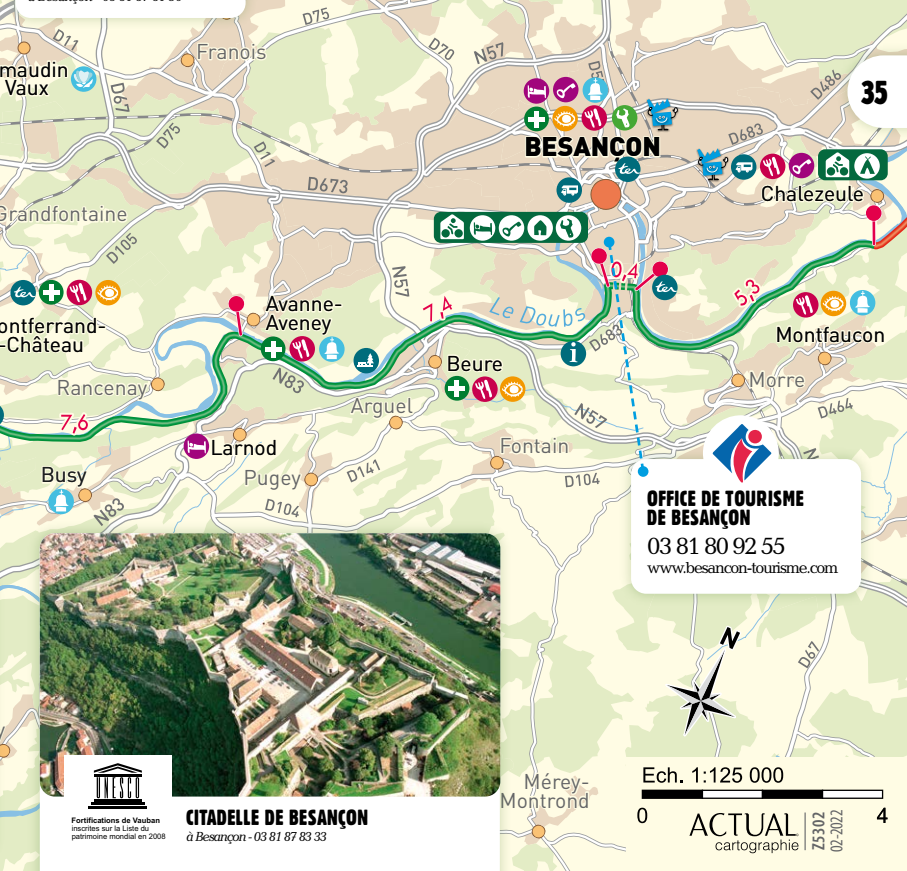 D75
D11
Franois
D70
N57
maudin
Vaux
D67
D75
D11
D486
35
BESANÇON
D683
ter
Chalezeule
D673
Grandfontaine
D105
N57
ter
0,4
ter
5,3
7,4
Le Doubs
Avanne-
Aveney
ontferrand-
-Château
D683
i
Montfaucon
Beure
N83
Rancenay
Arguel
Morre
7,6
N57
D464
Larnod
Fontain
Busy
Pugey
D141
D104
N83
D104
OFFICE DE TOURISME
DE BESANÇON
03 81 80 92 55
www.besancon-tourisme.com
N
D67
UNESCO
Fortifications de Vauban
inscrites sur la Liste du
patrimoine mondial en 2008
CITADELLE DE BESANÇON
à Besançon - 03 81 87 83 33
Mérey-
Montrond
Ech. 1:125 000
0 4
ACTUAL
cartographie
Z5302
02-2022